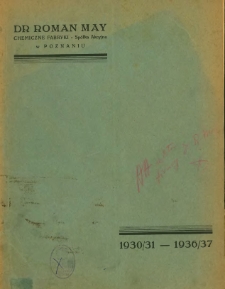 DR ROMAN MAY
CHEMICZNE FABRYKI - Spółka Akcyjna
w POZNANIU
1930/31 — 1936/37